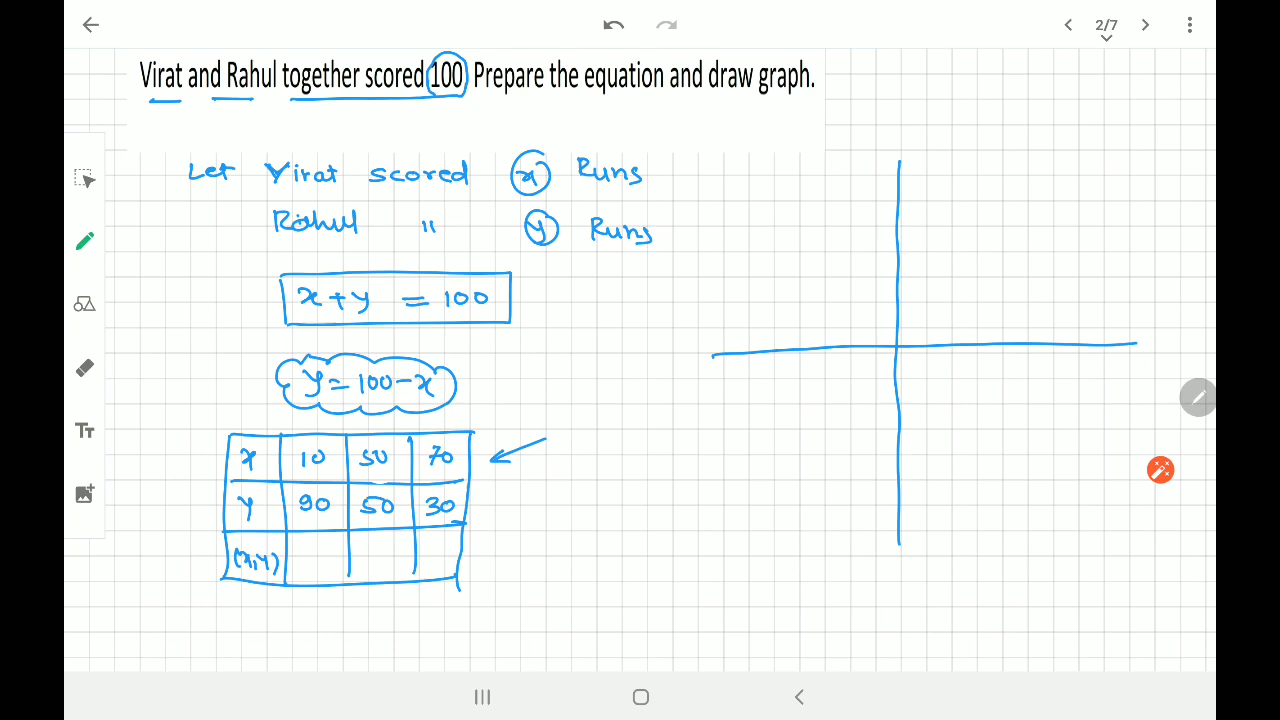 2/7
Virat and Rahul together scored 100 Prepare the equation and draw graph.
Let Virat scored x Runs
Rahul " y Runs
x+y = 100
y=100-x
Tт
x 10 50 70
y 90 50 30
(x,y)